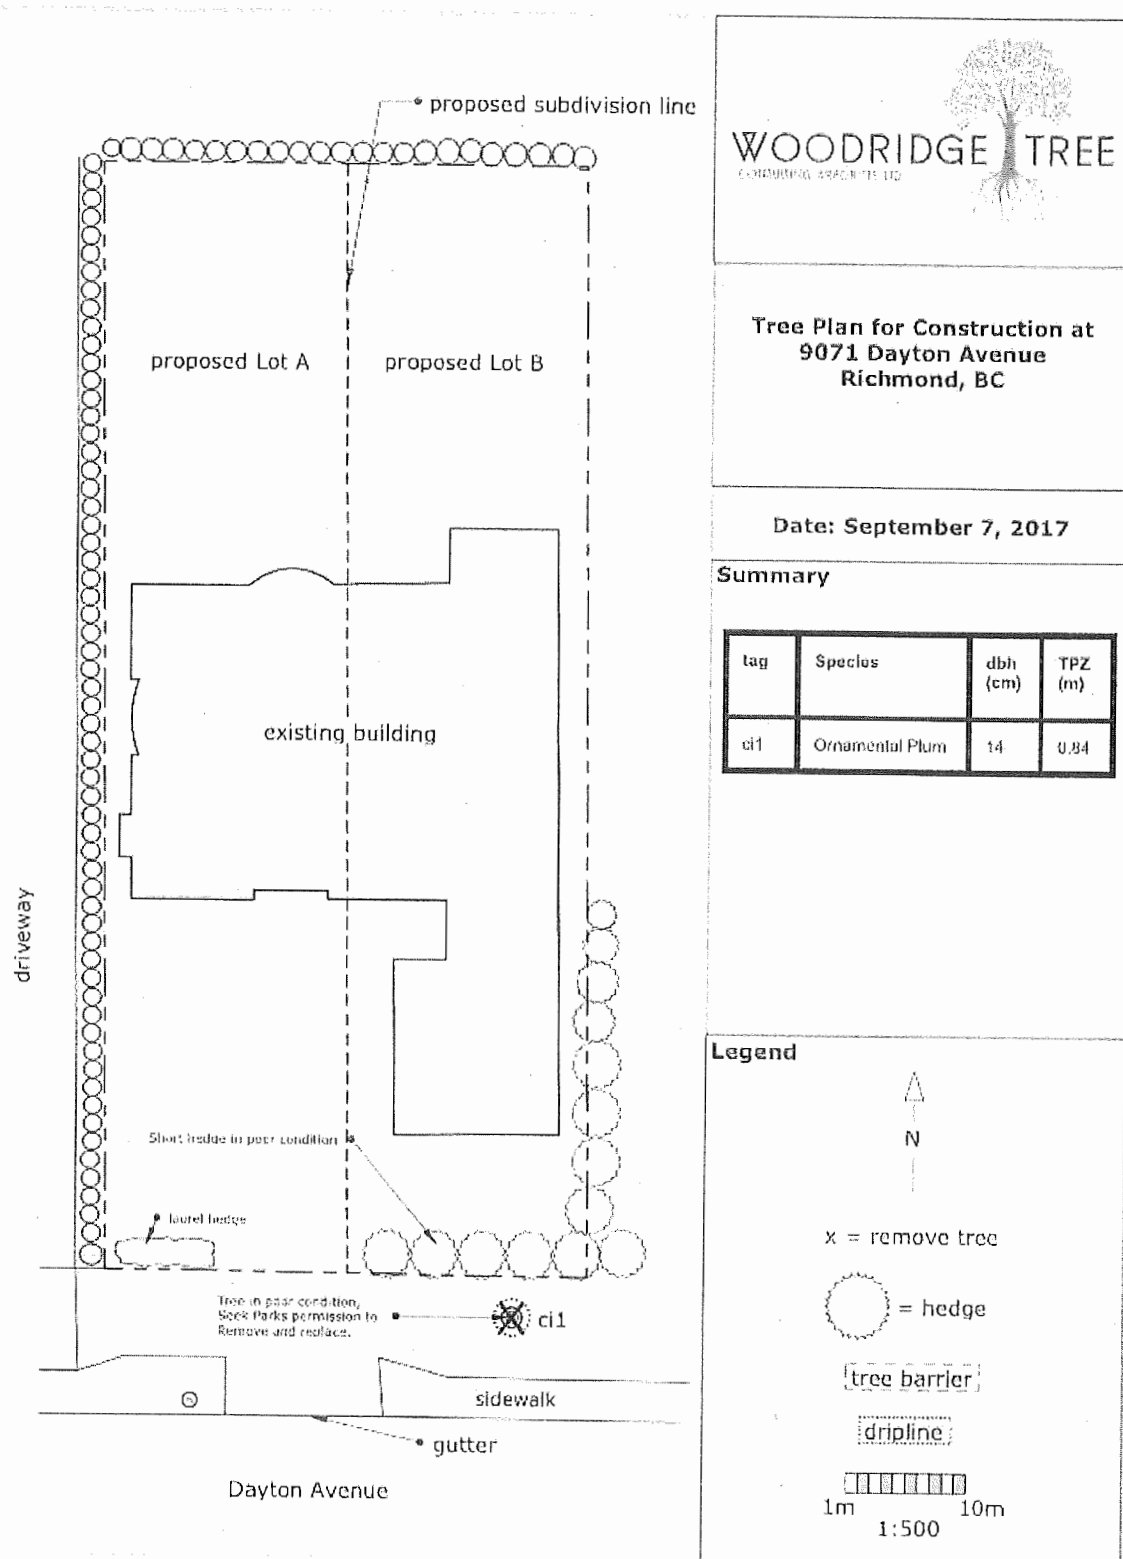 proposed subdivision line
proposed Lot A
proposed Lot B
existing building
driveway
Short hedge in poor condition
laurel hedge
Tree in poor condition,
Seek Parks permission to
Remove and replace.
ci1
sidewalk
gutter
Dayton Avenue
WOODRIDGE TREE
CONSULTING ARBORISTS LTD
Tree Plan for Construction at
9071 Dayton Avenue
Richmond, BC
Date: September 7, 2017
Summary
tag Species dbh (cm) TPZ (m)
ci1 Ornamental Plum 14 0.84
Legend
N
x = remove tree
= hedge
tree barrier
dripline
1m 10m
1:500